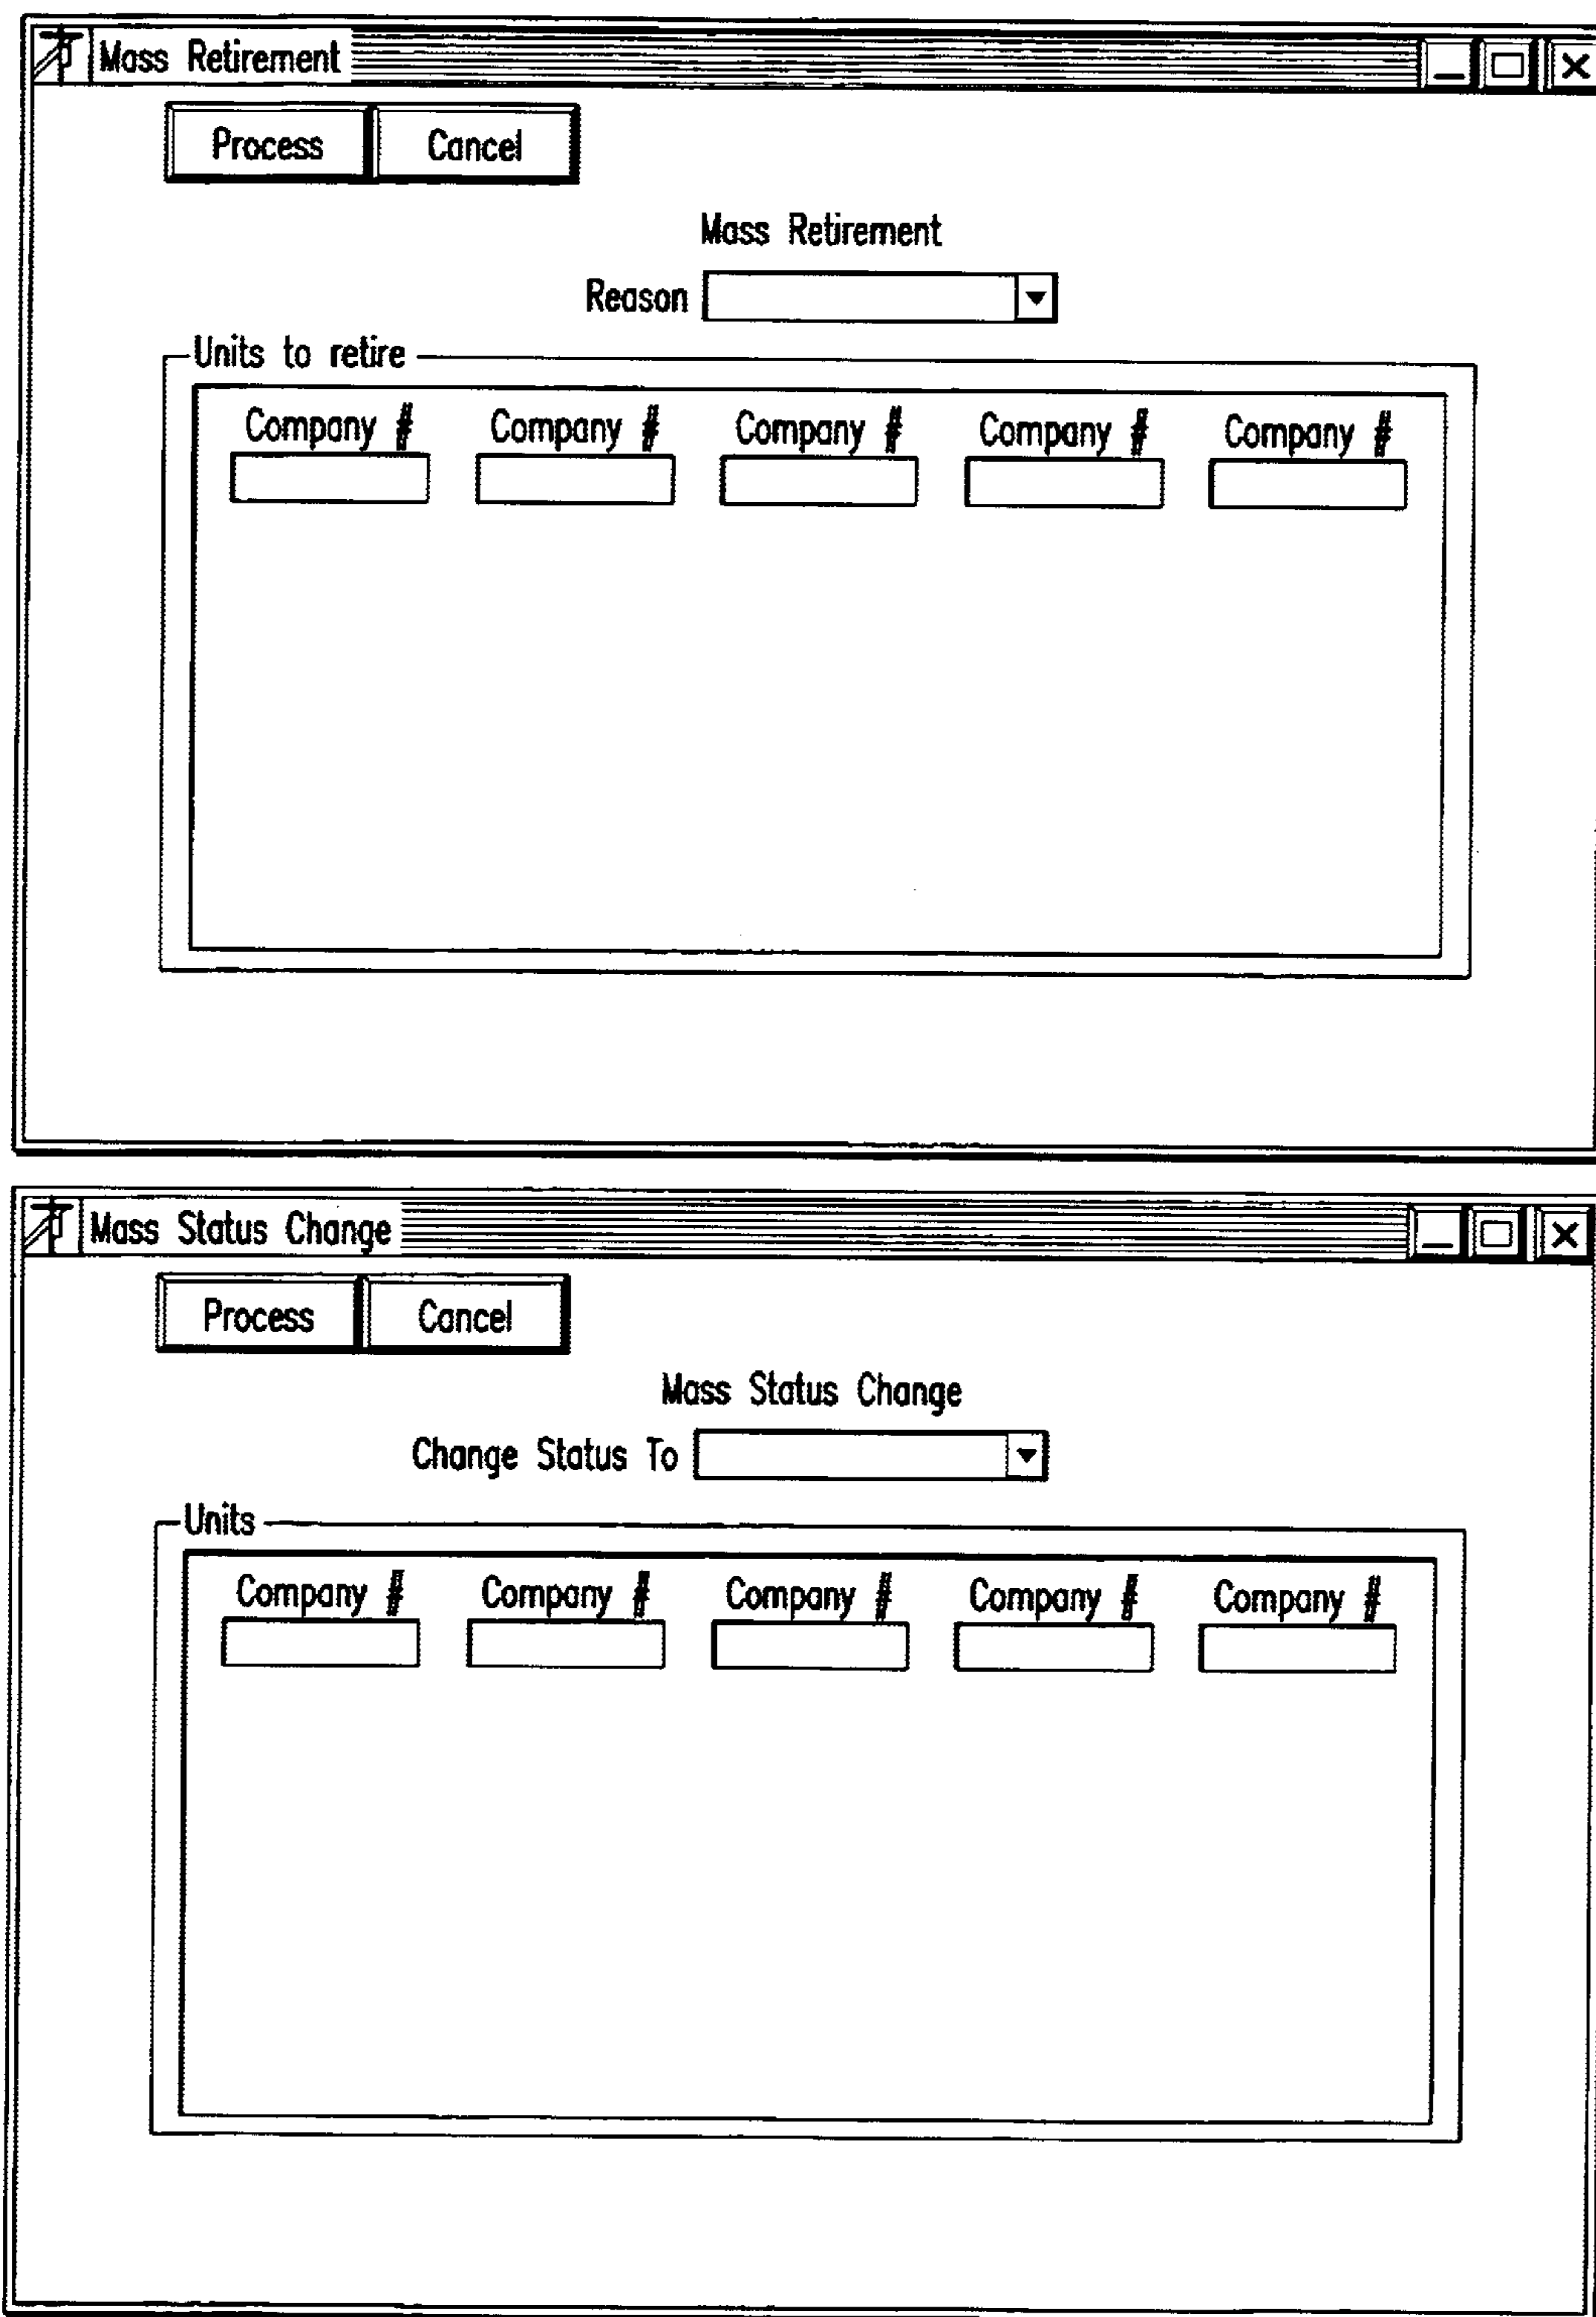 Mass Retirement
Process Cancel
Mass Retirement
Reason
Units to retire
Company # Company # Company # Company # Company #
Mass Status Change
Process Cancel
Mass Status Change
Change Status To
Units
Company # Company # Company # Company # Company #